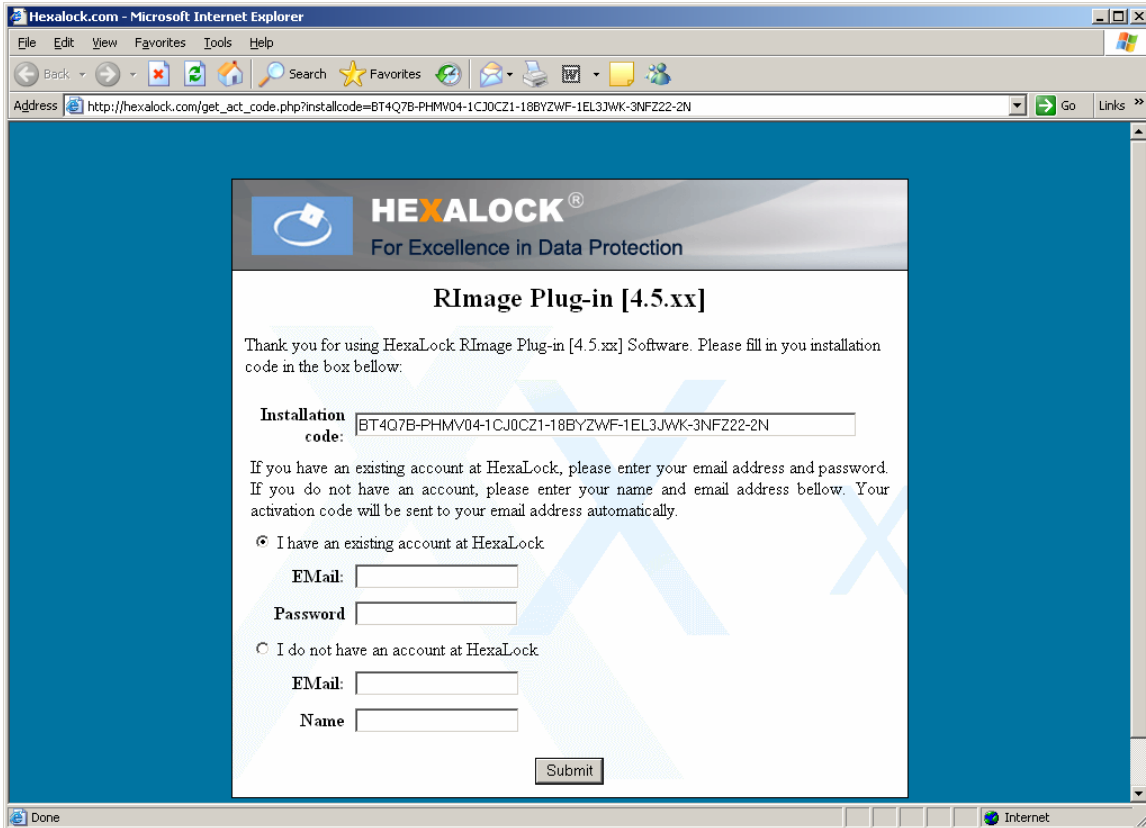 Hexalock.com - Microsoft Internet Explorer
File Edit View Favorites Tools Help
Back Search Favorites
Address http://hexalock.com/get_act_code.php?installcode=BT4Q7B-PHMV04-1CJ0CZ1-18BYZWF-1EL3JWK-3NFZ22-2N Go Links »
HEXALOCK®
For Excellence in Data Protection
RImage Plug-in [4.5.xx]
Thank you for using HexaLock RImage Plug-in [4.5.xx] Software. Please fill in you installation
code in the box bellow:
Installation
code: BT4Q7B-PHMV04-1CJ0CZ1-18BYZWF-1EL3JWK-3NFZ22-2N
If you have an existing account at HexaLock, please enter your email address and password.
If you do not have an account, please enter your name and email address bellow. Your
activation code will be sent to your email address automatically.
I have an existing account at HexaLock
EMail:
Password
I do not have an account at HexaLock
EMail:
Name
Submit
Done Internet